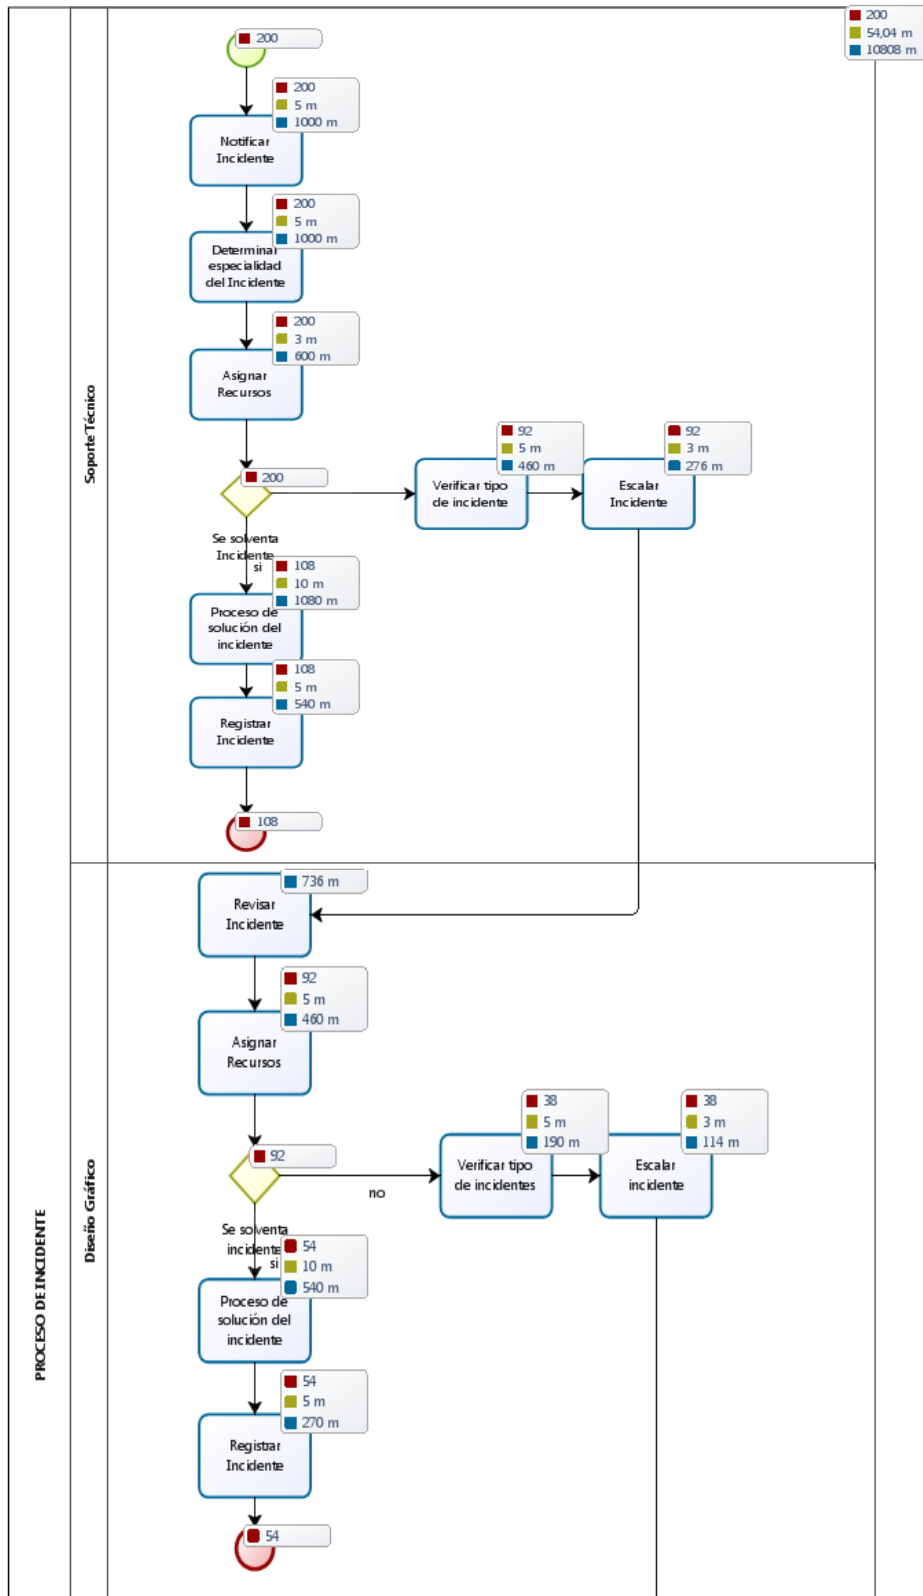 200
54,04 m
10808 m
PROCESO DE INCIDENTE
Soporte Técnico
200
200
5 m
1000 m
Notificar
Incidente
200
5 m
1000 m
Determinar
especialidad
del Incidente
200
3 m
600 m
Asignar
Recursos
200
Se solventa
Incidente
si
92
5 m
460 m
Verificar tipo
de incidente
92
3 m
276 m
Escalar
Incidente
108
10 m
1080 m
Proceso de
solución del
incidente
108
5 m
540 m
Registrar
Incidente
108
Diseño Gráfico
736 m
Revisar
Incidente
92
5 m
460 m
Asignar
Recursos
92
no
Se solventa
incidente
si
38
5 m
190 m
Verificar tipo
de incidentes
38
3 m
114 m
Escalar
incidente
54
10 m
540 m
Proceso de
solución del
incidente
54
5 m
270 m
Registrar
Incidente
54